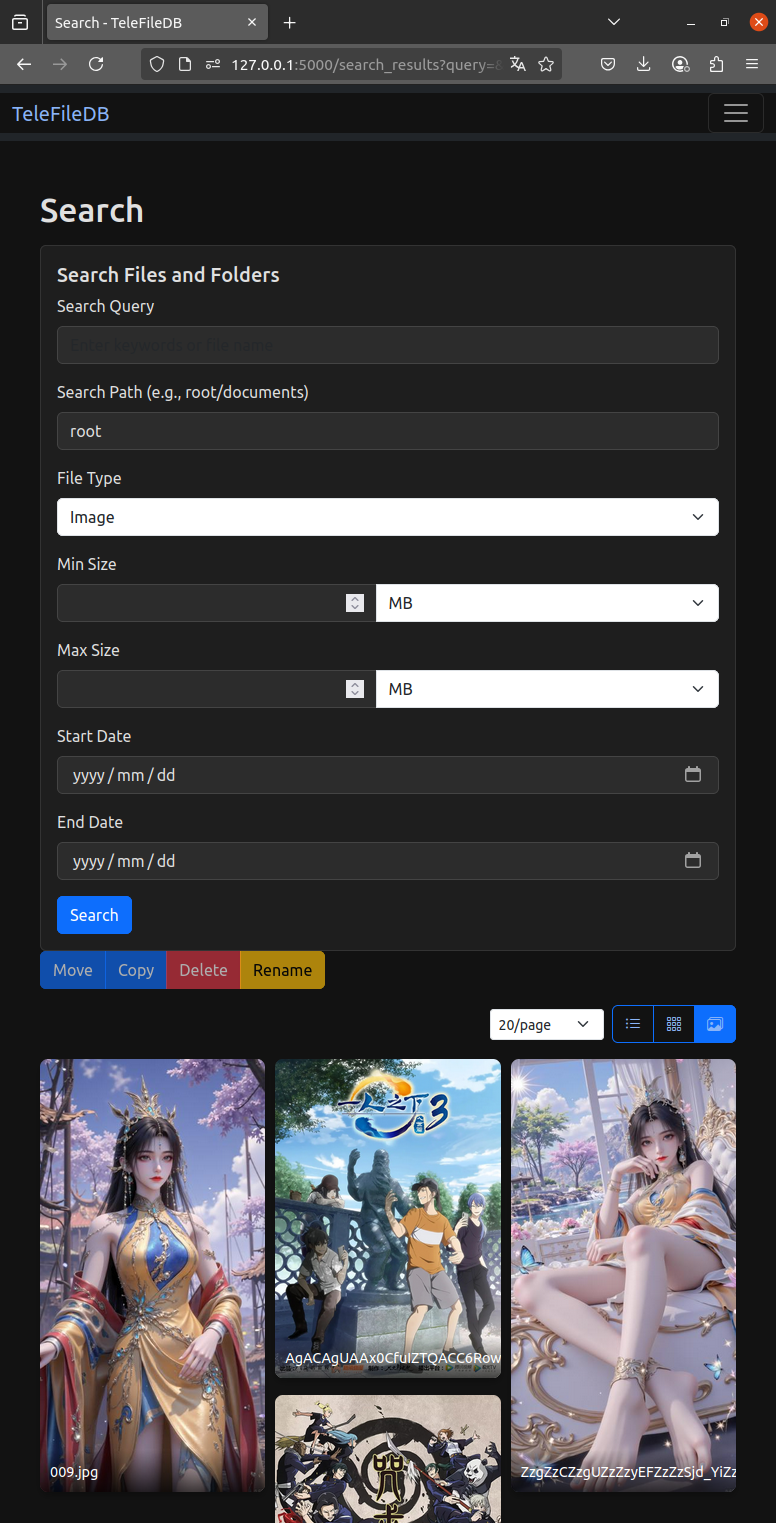 Search - TeleFileDB
127.0.0.1:5000/search_results?query=&
TeleFileDB
Search
Search Files and Folders
Search Query
Enter keywords or file name
Search Path (e.g., root/documents)
root
File Type
Image
Min Size
MB
Max Size
MB
Start Date
yyyy / mm / dd
End Date
yyyy / mm / dd
Search
Move Copy Delete Rename
20/page
一人之下3
AgACAgUAAx0CfuIZTQACC6Row
009.jpg
ZzgZzCZzgUZzZzyEFZzZzSjd_YiZz